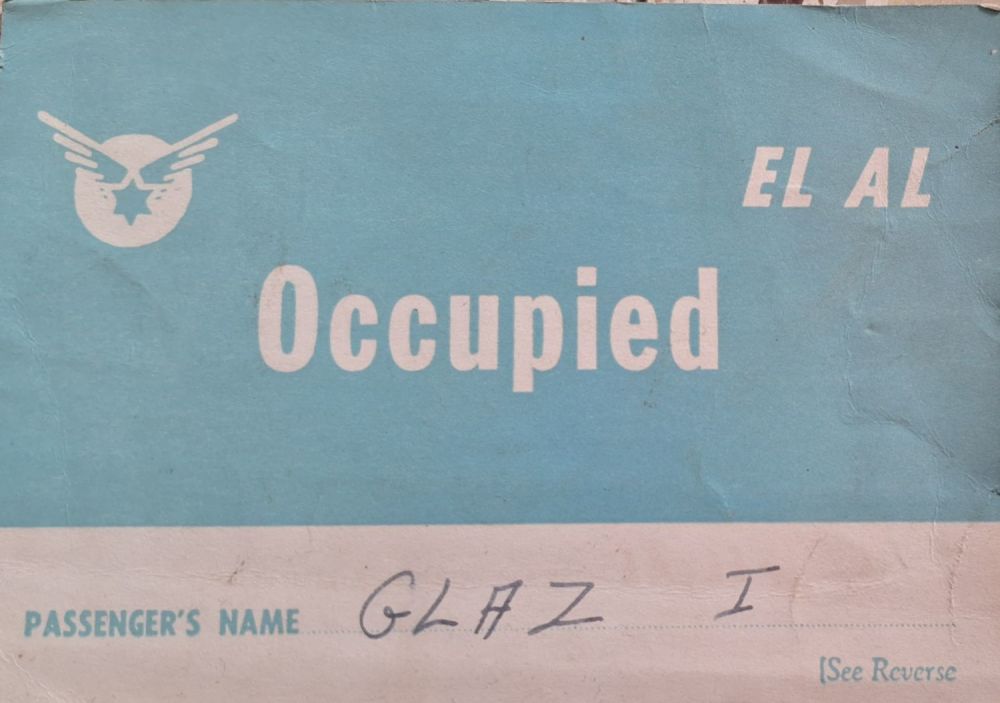 EL AL
Occupied
PASSENGER'S NAME GLAZ I
(See Reverse